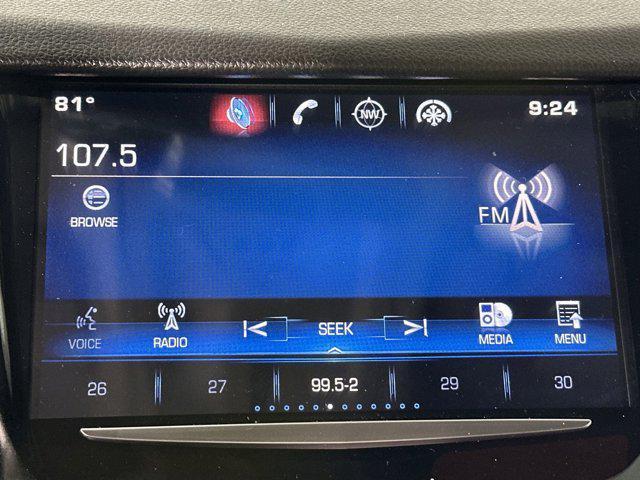 81° NW 9:24
107.5
BROWSE
FM
SEEK
VOICE RADIO MEDIA MENU
26 27 99.5-2 29 30